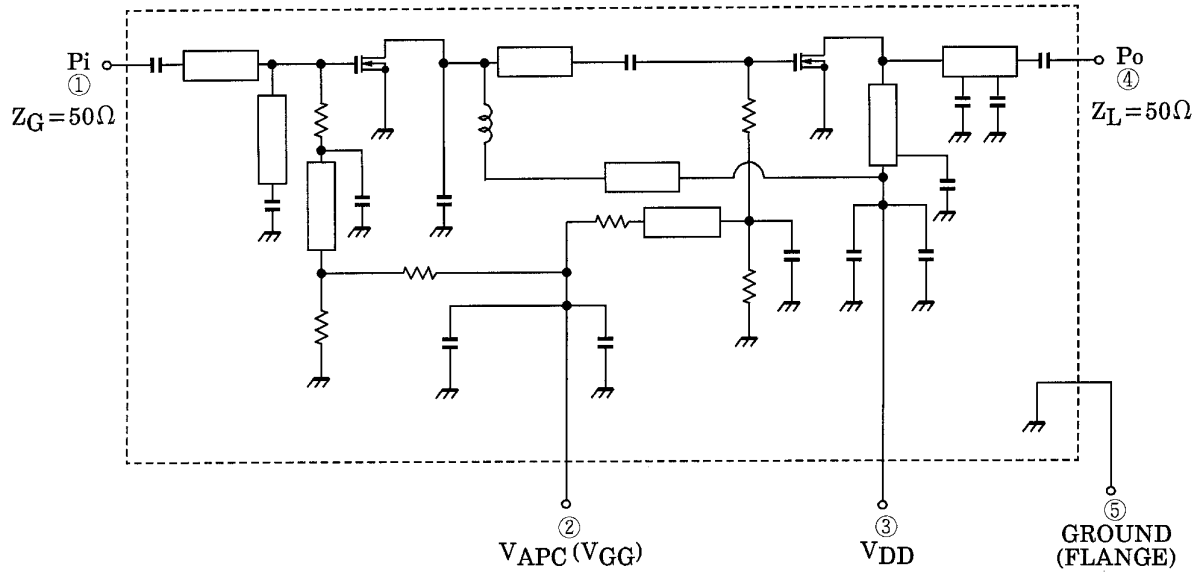 Pi
①
ZG=50Ω
Po
④
ZL=50Ω
②
VAPC (VGG)
③
VDD
⑤
GROUND
(FLANGE)